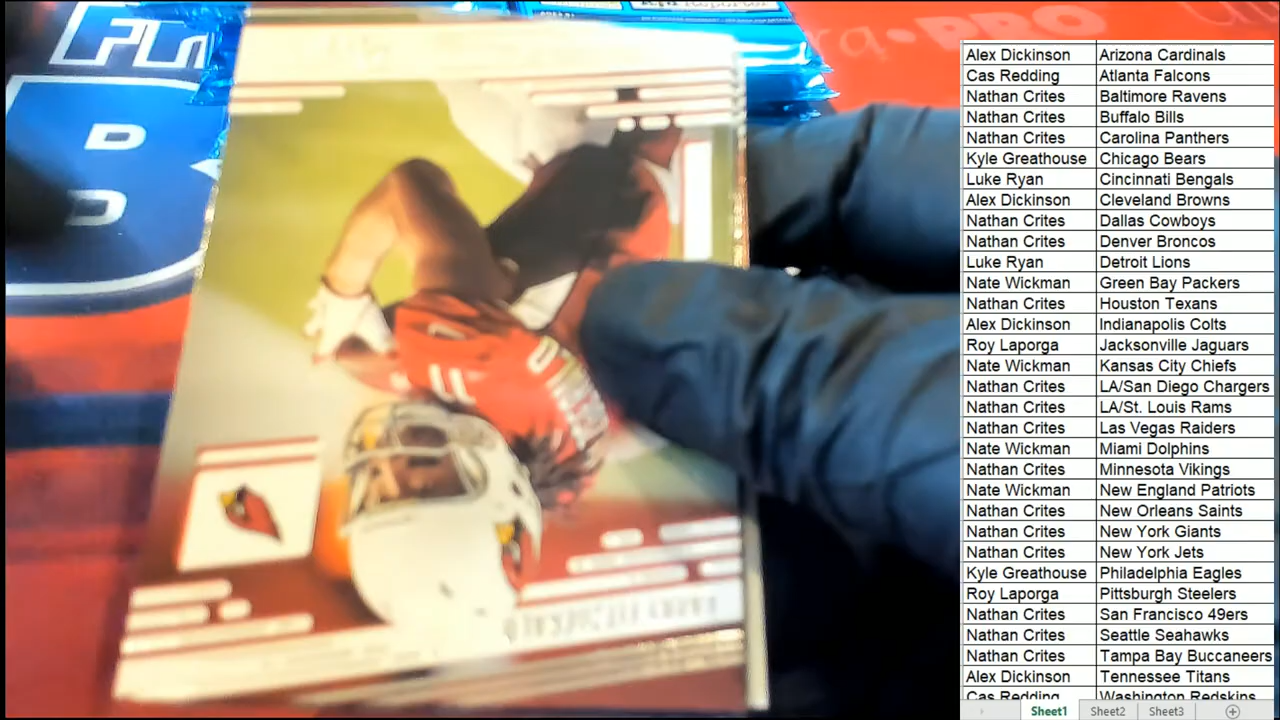 PRO
Alex Dickinson Arizona Cardinals
Cas Redding Atlanta Falcons
Nathan Crites Baltimore Ravens
Nathan Crites Buffalo Bills
Nathan Crites Carolina Panthers
Kyle Greathouse Chicago Bears
Luke Ryan Cincinnati Bengals
Alex Dickinson Cleveland Browns
Nathan Crites Dallas Cowboys
Nathan Crites Denver Broncos
Luke Ryan Detroit Lions
Nate Wickman Green Bay Packers
Nathan Crites Houston Texans
Alex Dickinson Indianapolis Colts
Roy Laporga Jacksonville Jaguars
Nate Wickman Kansas City Chiefs
Nathan Crites LA/San Diego Chargers
Nathan Crites LA/St. Louis Rams
Nathan Crites Las Vegas Raiders
Nate Wickman Miami Dolphins
Nathan Crites Minnesota Vikings
Nate Wickman New England Patriots
Nathan Crites New Orleans Saints
Nathan Crites New York Giants
Nathan Crites New York Jets
Kyle Greathouse Philadelphia Eagles
Roy Laporga Pittsburgh Steelers
Nathan Crites San Francisco 49ers
Nathan Crites Seattle Seahawks
Nathan Crites Tampa Bay Buccaneers
Alex Dickinson Tennessee Titans
Cas Redding Washington Redskins
Sheet1 Sheet2 Sheet3
LARRY FITZGERALD